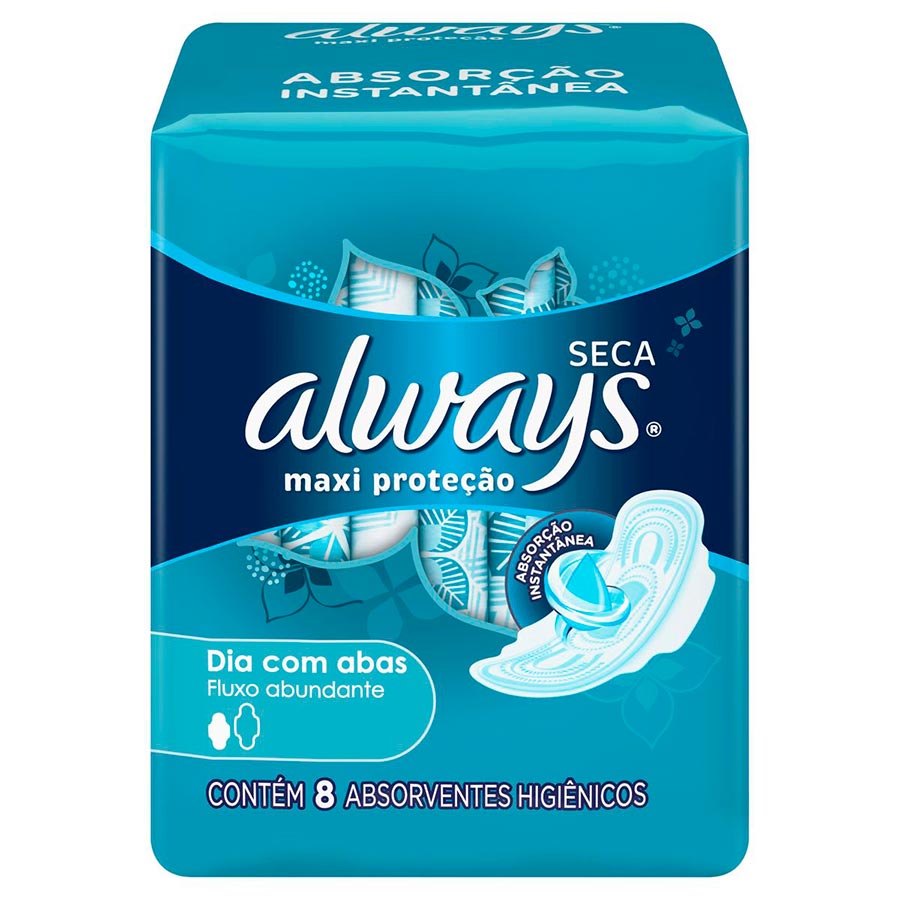 always
maxi proteção
ABSORÇÃO
INSTANTÂNEA
SECA
always®
maxi proteção
ABSORÇÃO
INSTANTÂNEA
Dia com abas
Fluxo abundante
CONTÉM 8 ABSORVENTES HIGIÊNICOS